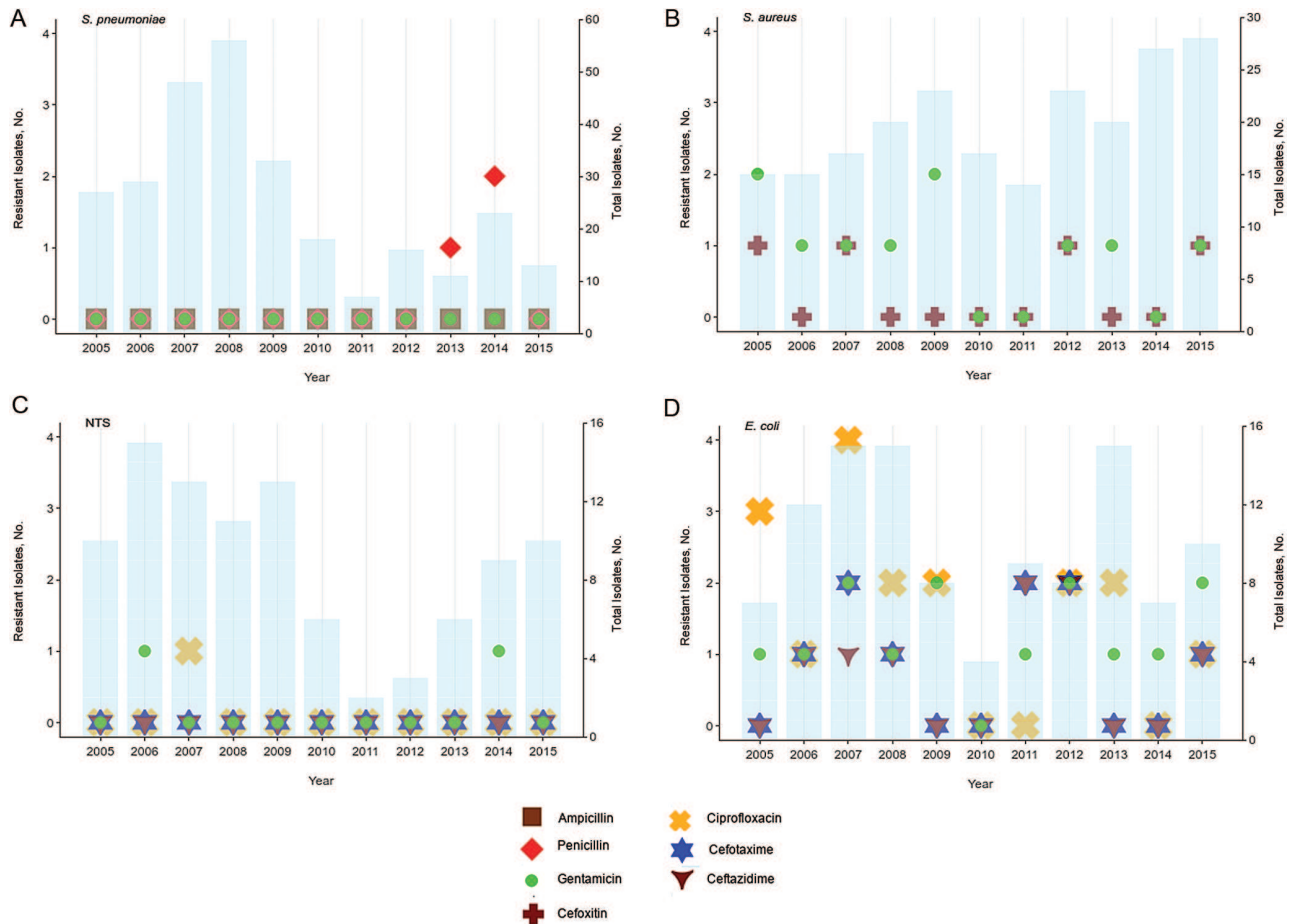 A
S. pneumoniae
4
3
2
1
0
Resistant Isolates, No.
60
50
40
30
20
10
0
Total Isolates, No.
2005 2006 2007 2008 2009 2010 2011 2012 2013 2014 2015
Year
B
S. aureus
4
3
2
1
0
Resistant Isolates, No.
30
25
20
15
10
5
0
Total Isolates, No.
2005 2006 2007 2008 2009 2010 2011 2012 2013 2014 2015
Year
C
NTS
4
3
2
1
0
Resistant Isolates, No.
16
12
8
4
0
Total Isolates, No.
2005 2006 2007 2008 2009 2010 2011 2012 2013 2014 2015
Year
D
E. coli
4
3
2
1
0
Resistant Isolates, No.
16
12
8
4
0
Total Isolates, No.
2005 2006 2007 2008 2009 2010 2011 2012 2013 2014 2015
Year
Ampicillin
Penicillin
Gentamicin
Cefoxitin
Ciprofloxacin
Cefotaxime
Ceftazidime